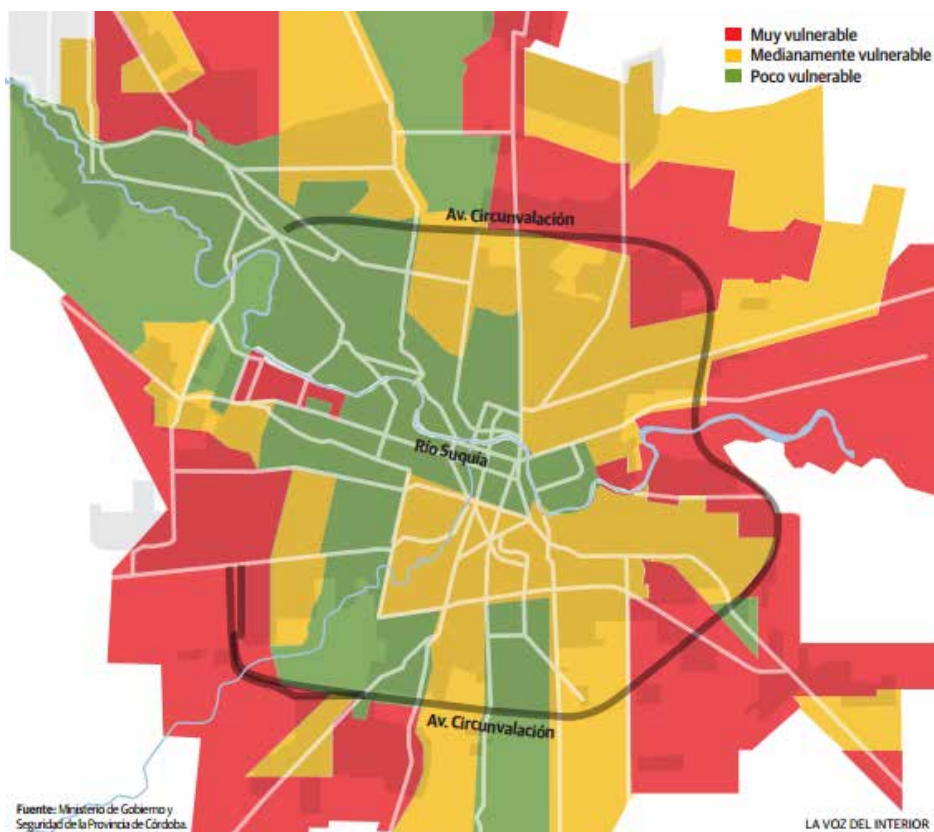 Muy vulnerable
Medianamente vulnerable
Poco vulnerable
Av. Circunvalación
Río Suquía
Av. Circunvalación
Fuente: Ministerio de Gobierno y
Seguridad de la Provincia de Córdoba.
LA VOZ DEL INTERIOR